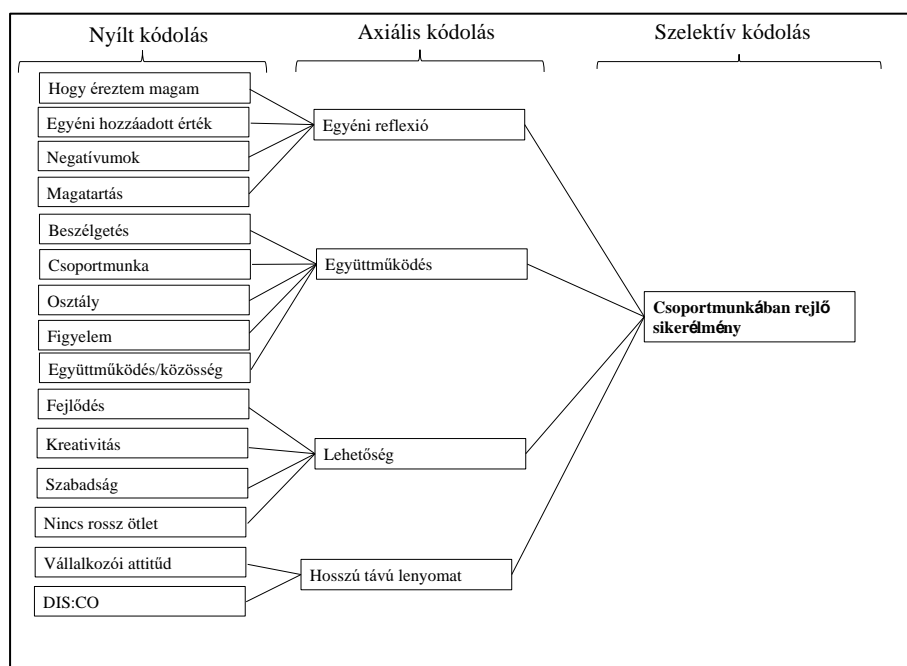 Nyílt kódolás
Axiális kódolás
Szelektív kódolás
Hogy éreztem magam
Egyéni hozzáadott érték
Negatívumok
Magatartás
Beszélgetés
Csoportmunka
Osztály
Figyelem
Együttműködés/közösség
Fejlődés
Kreativitás
Szabadság
Nincs rossz ötlet
Vállalkozói attitűd
DIS:CO
Egyéni reflexió
Együttműködés
Lehetőség
Hosszú távú lenyomat
Csoportmunkában rejlő
sikerélmény